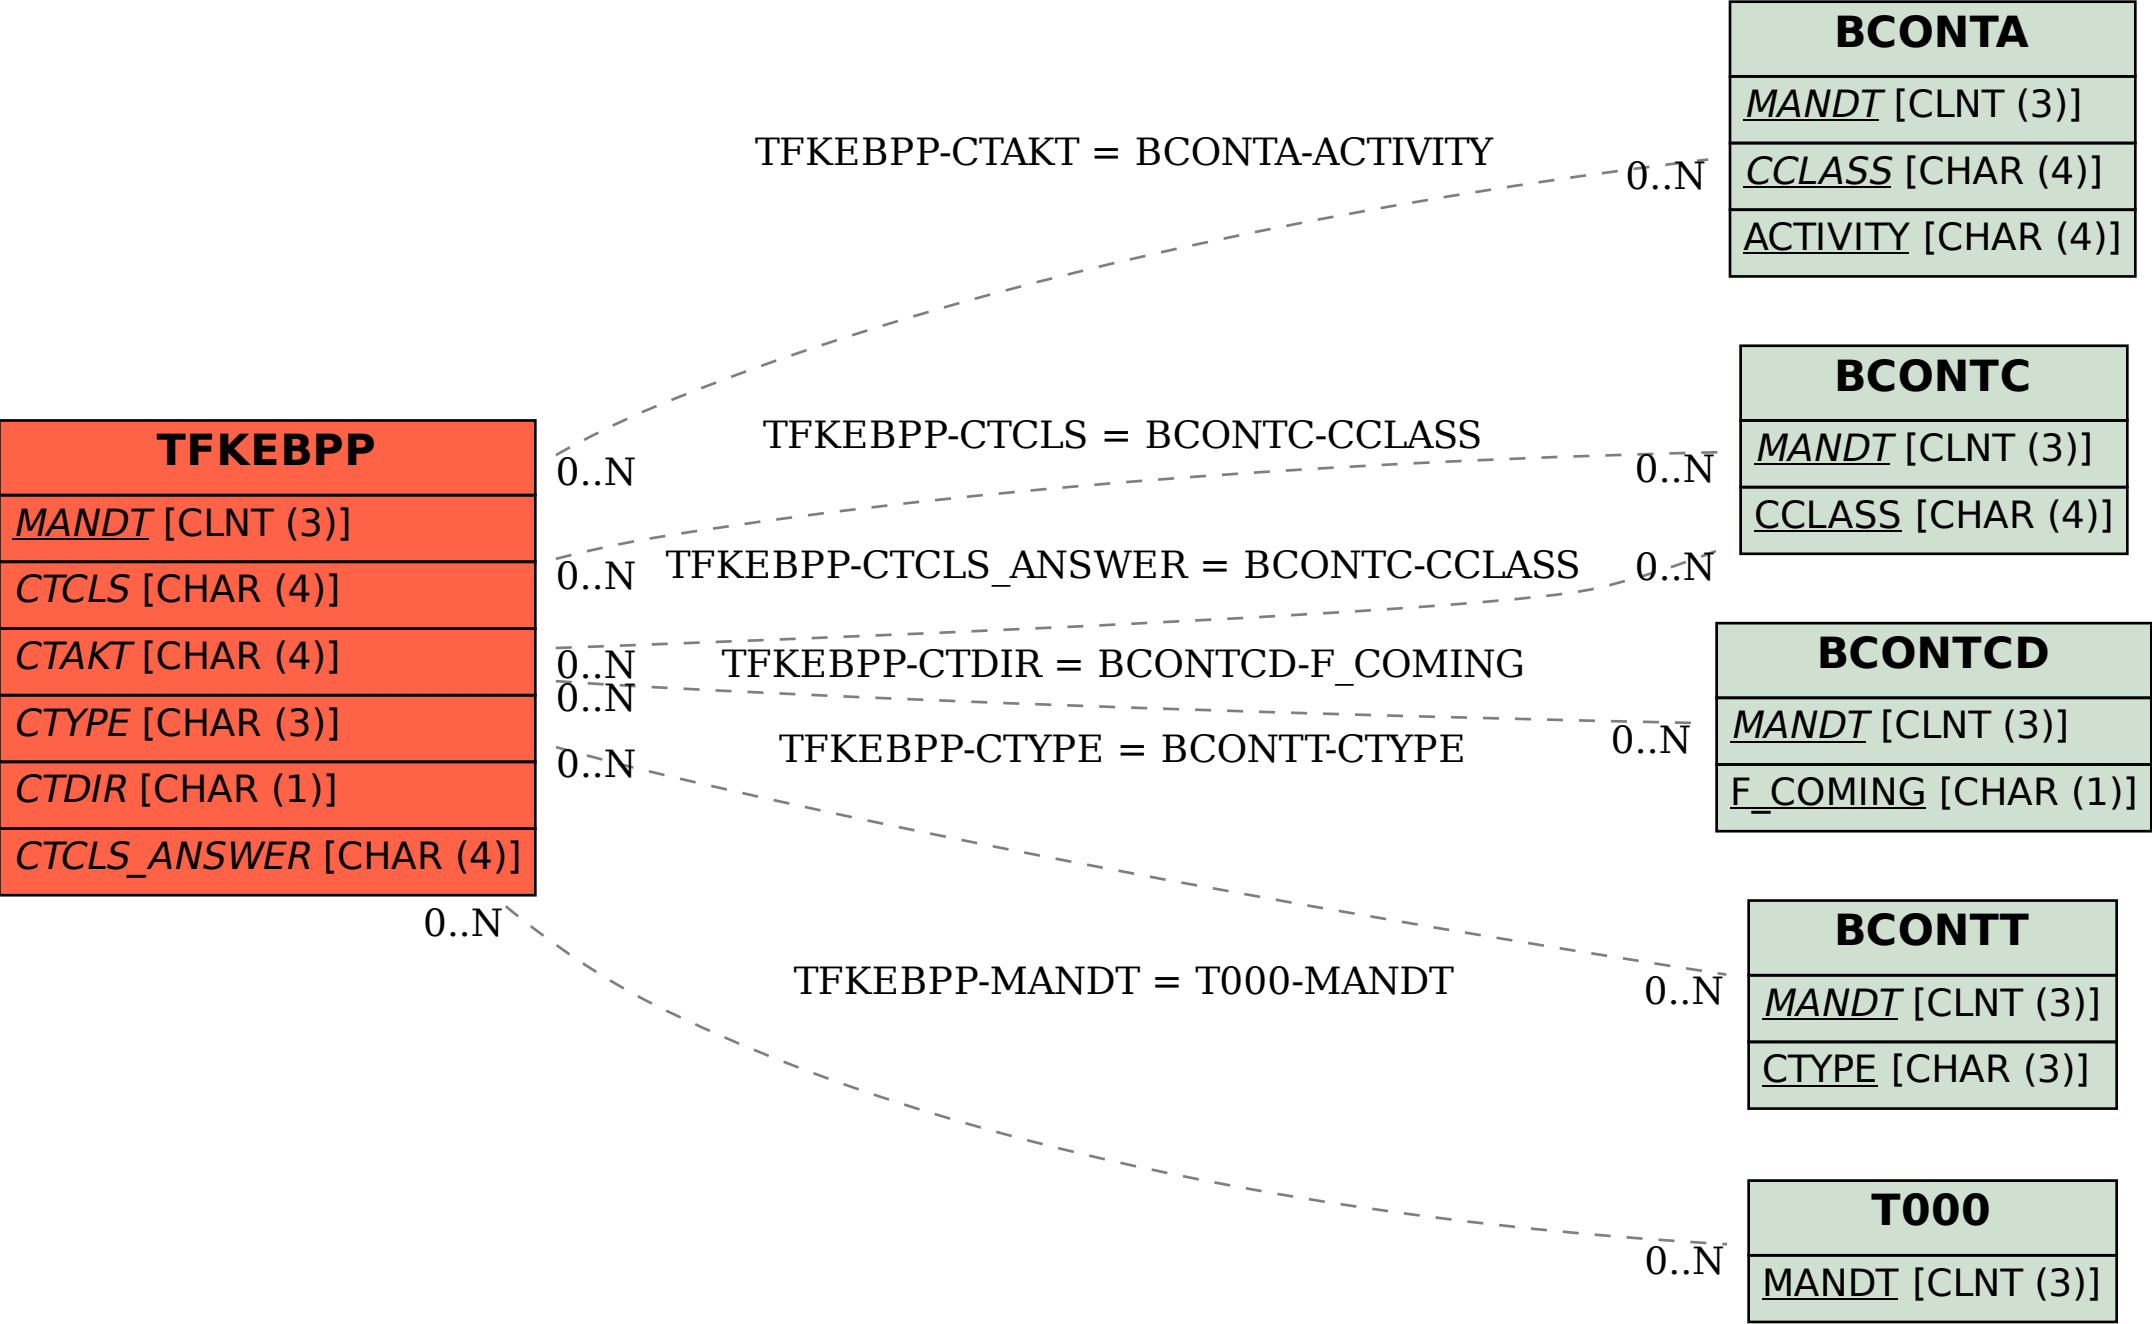 BCONTA
MANDT [CLNT (3)]
CCLASS [CHAR (4)]
ACTIVITY [CHAR (4)]
TFKEBPP-CTAKT = BCONTA-ACTIVITY
0..N
0..N
BCONTC
MANDT [CLNT (3)]
CCLASS [CHAR (4)]
TFKEBPP-CTCLS = BCONTC-CCLASS
0..N
0..N
TFKEBPP
MANDT [CLNT (3)]
CTCLS [CHAR (4)]
CTAKT [CHAR (4)]
CTYPE [CHAR (3)]
CTDIR [CHAR (1)]
CTCLS_ANSWER [CHAR (4)]
TFKEBPP-CTCLS_ANSWER = BCONTC-CCLASS
0..N
0..N
TFKEBPP-CTDIR = BCONTCD-F_COMING
0..N
0..N
BCONTCD
MANDT [CLNT (3)]
F_COMING [CHAR (1)]
TFKEBPP-CTYPE = BCONTT-CTYPE
0..N
0..N
BCONTT
MANDT [CLNT (3)]
CTYPE [CHAR (3)]
TFKEBPP-MANDT = T000-MANDT
0..N
0..N
T000
MANDT [CLNT (3)]